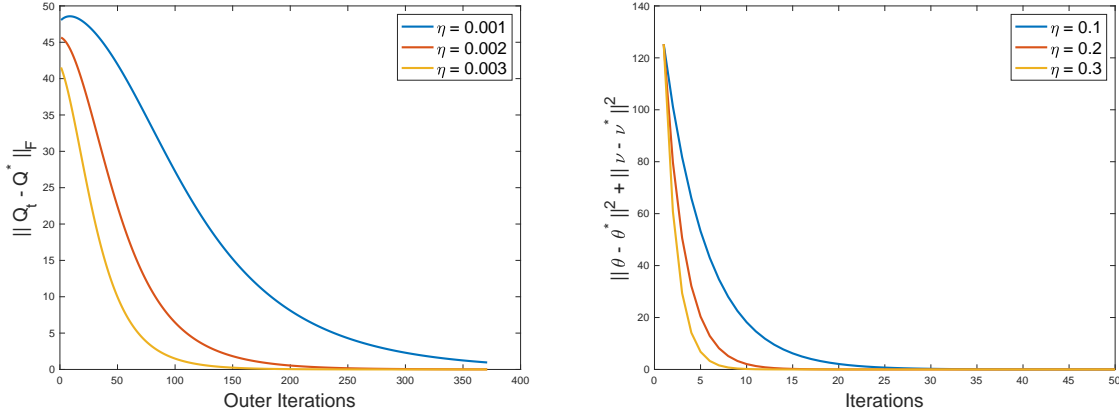 50
45
40
35
30
25
20
15
10
5
0
|| Q_t - Q^* ||_F
0 50 100 150 200 250 300 350 400
Outer Iterations
η = 0.001
η = 0.002
η = 0.003
140
120
100
80
60
40
20
0
|| θ - θ^* ||^2 + || ν - ν^* ||^2
0 5 10 15 20 25 30 35 40 45 50
Iterations
η = 0.1
η = 0.2
η = 0.3